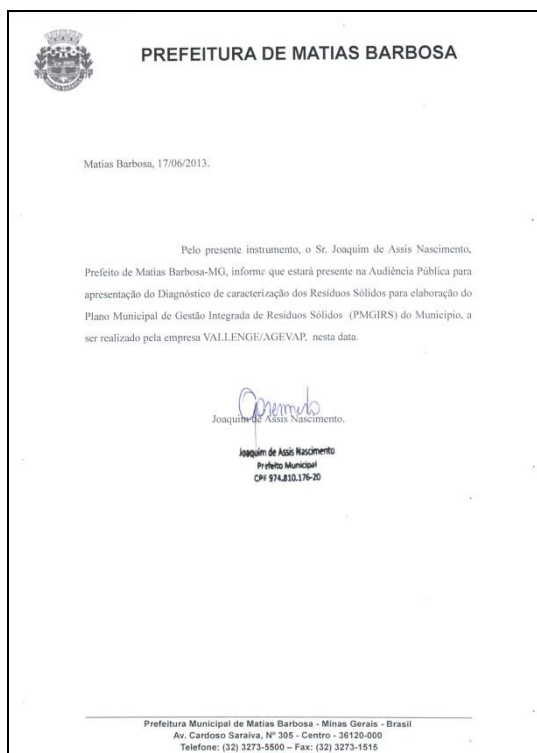 PREFEITURA DE MATIAS BARBOSA
Matias Barbosa, 17/06/2013.
Pelo presente instrumento, o Sr. Joaquim de Assis Nascimento,
Prefeito de Matias Barbosa-MG, informe que estará presente na Audiência Pública para
apresentação do Diagnóstico de caracterização dos Resíduos Sólidos para elaboração do
Plano Municipal de Gestão Integrada de Resíduos Sólidos (PMGIRS) do Município, a
ser realizado pela empresa VALLENGE/AGEVAP, nesta data.
Joaquim de Assis Nascimento.
Joaquim de Assis Nascimento
Prefeito Municipal
CPF 974.810.176-20
Prefeitura Municipal de Matias Barbosa - Minas Gerais - Brasil
Av. Cardoso Saraiva, Nº 305 - Centro - 36120-000
Telefone: (32) 3273-5500 – Fax: (32) 3273-1515